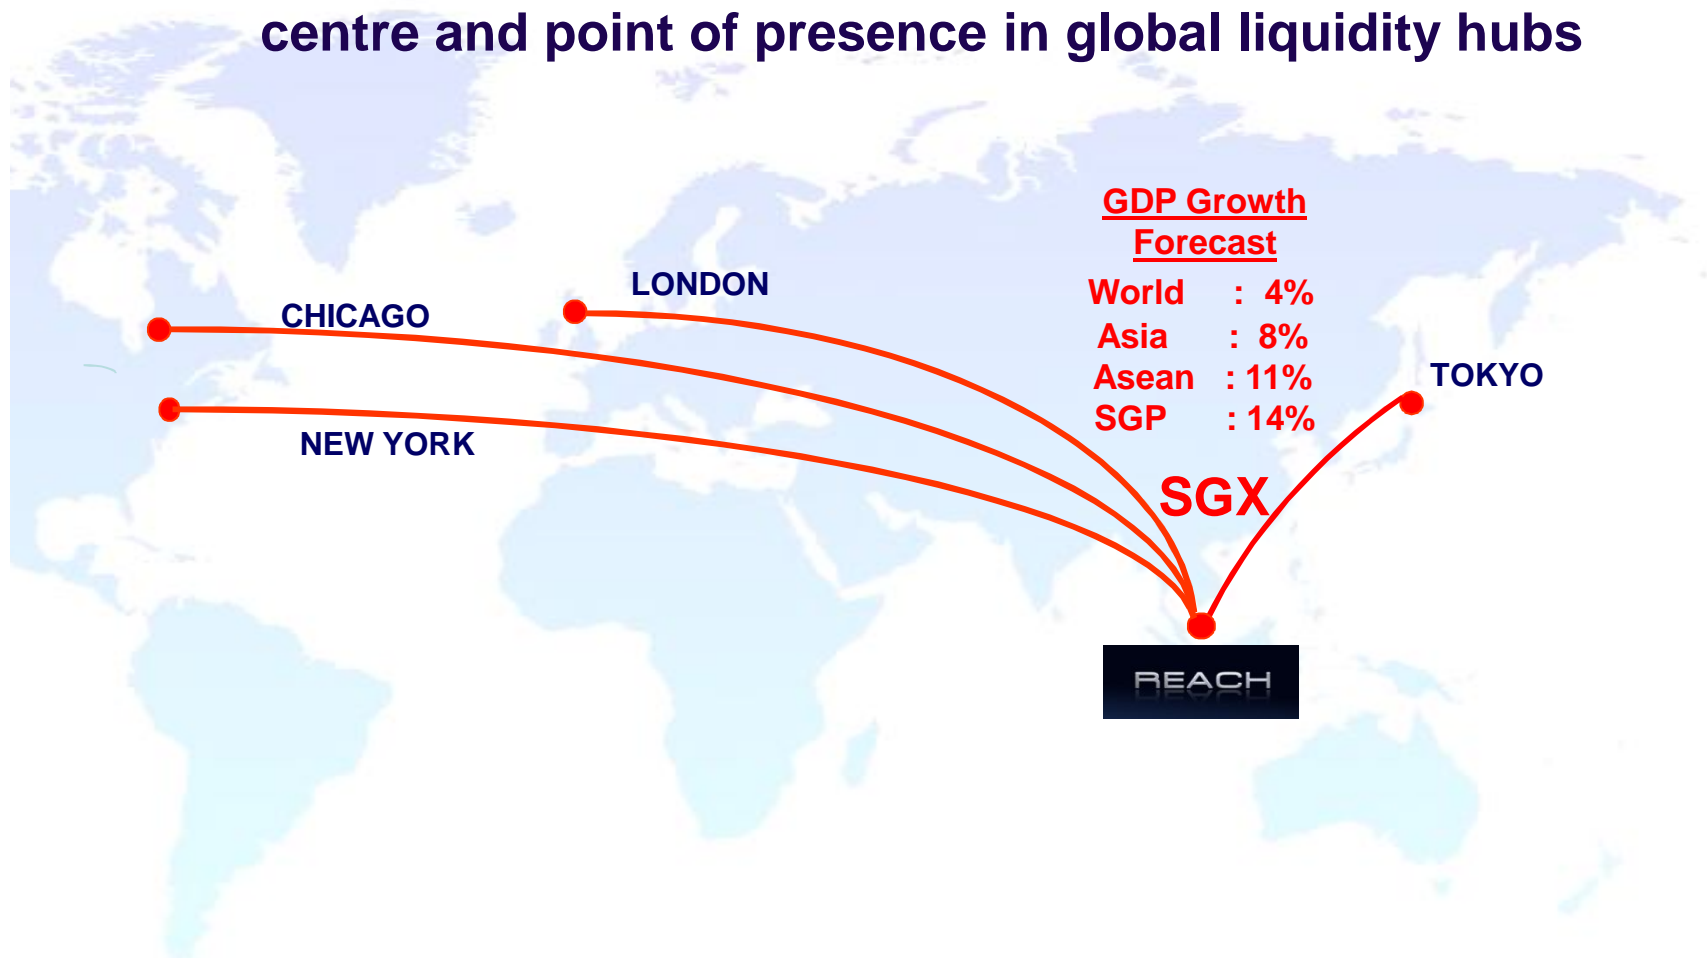 centre and point of presence in global liquidity hubs
GDP Growth
Forecast
World : 4%
Asia : 8%
Asean : 11%
SGP : 14%
LONDON
CHICAGO
TOKYO
NEW YORK
SGX
REACH